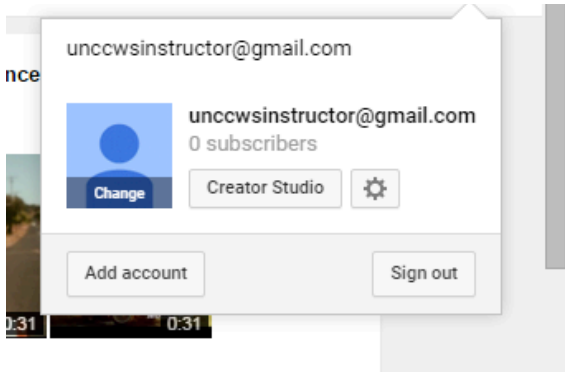 unccwsinstructor@gmail.com
nce
unccwsinstructor@gmail.com
0 subscribers
Change
Creator Studio
Add account
Sign out
0:31
0:31